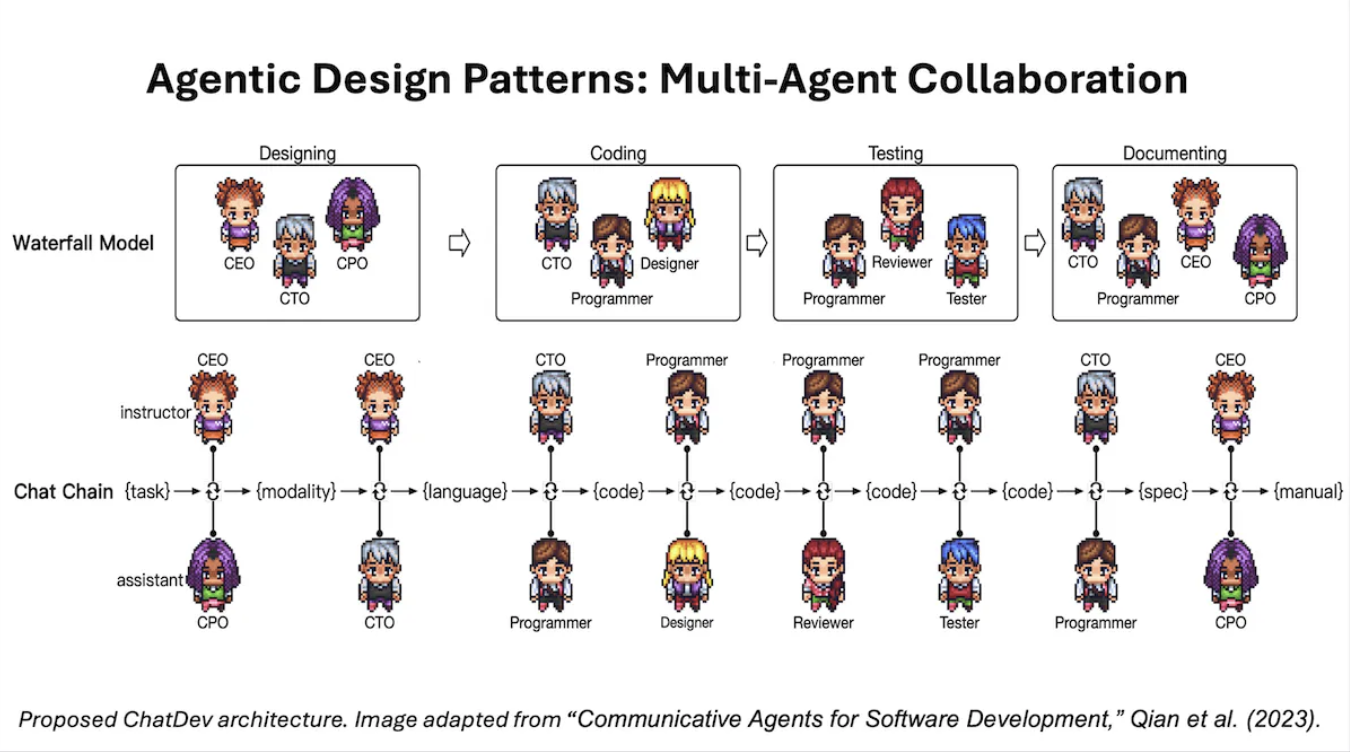 Agentic Design Patterns: Multi-Agent Collaboration
Designing
Coding
Testing
Documenting
Waterfall Model
CEO
CTO
CPO
CTO
Programmer
Designer
Programmer
Reviewer
Tester
CTO
Programmer
CEO
CPO
CEO
CEO
CTO
Programmer
Programmer
Programmer
CTO
CEO
instructor
Chat Chain {task} {modality} {language} {code} {code} {code} {code} {spec} {manual}
assistant
CPO
CTO
Programmer
Designer
Reviewer
Tester
Programmer
CPO
Proposed ChatDev architecture. Image adapted from “Communicative Agents for Software Development,” Qian et al. (2023).